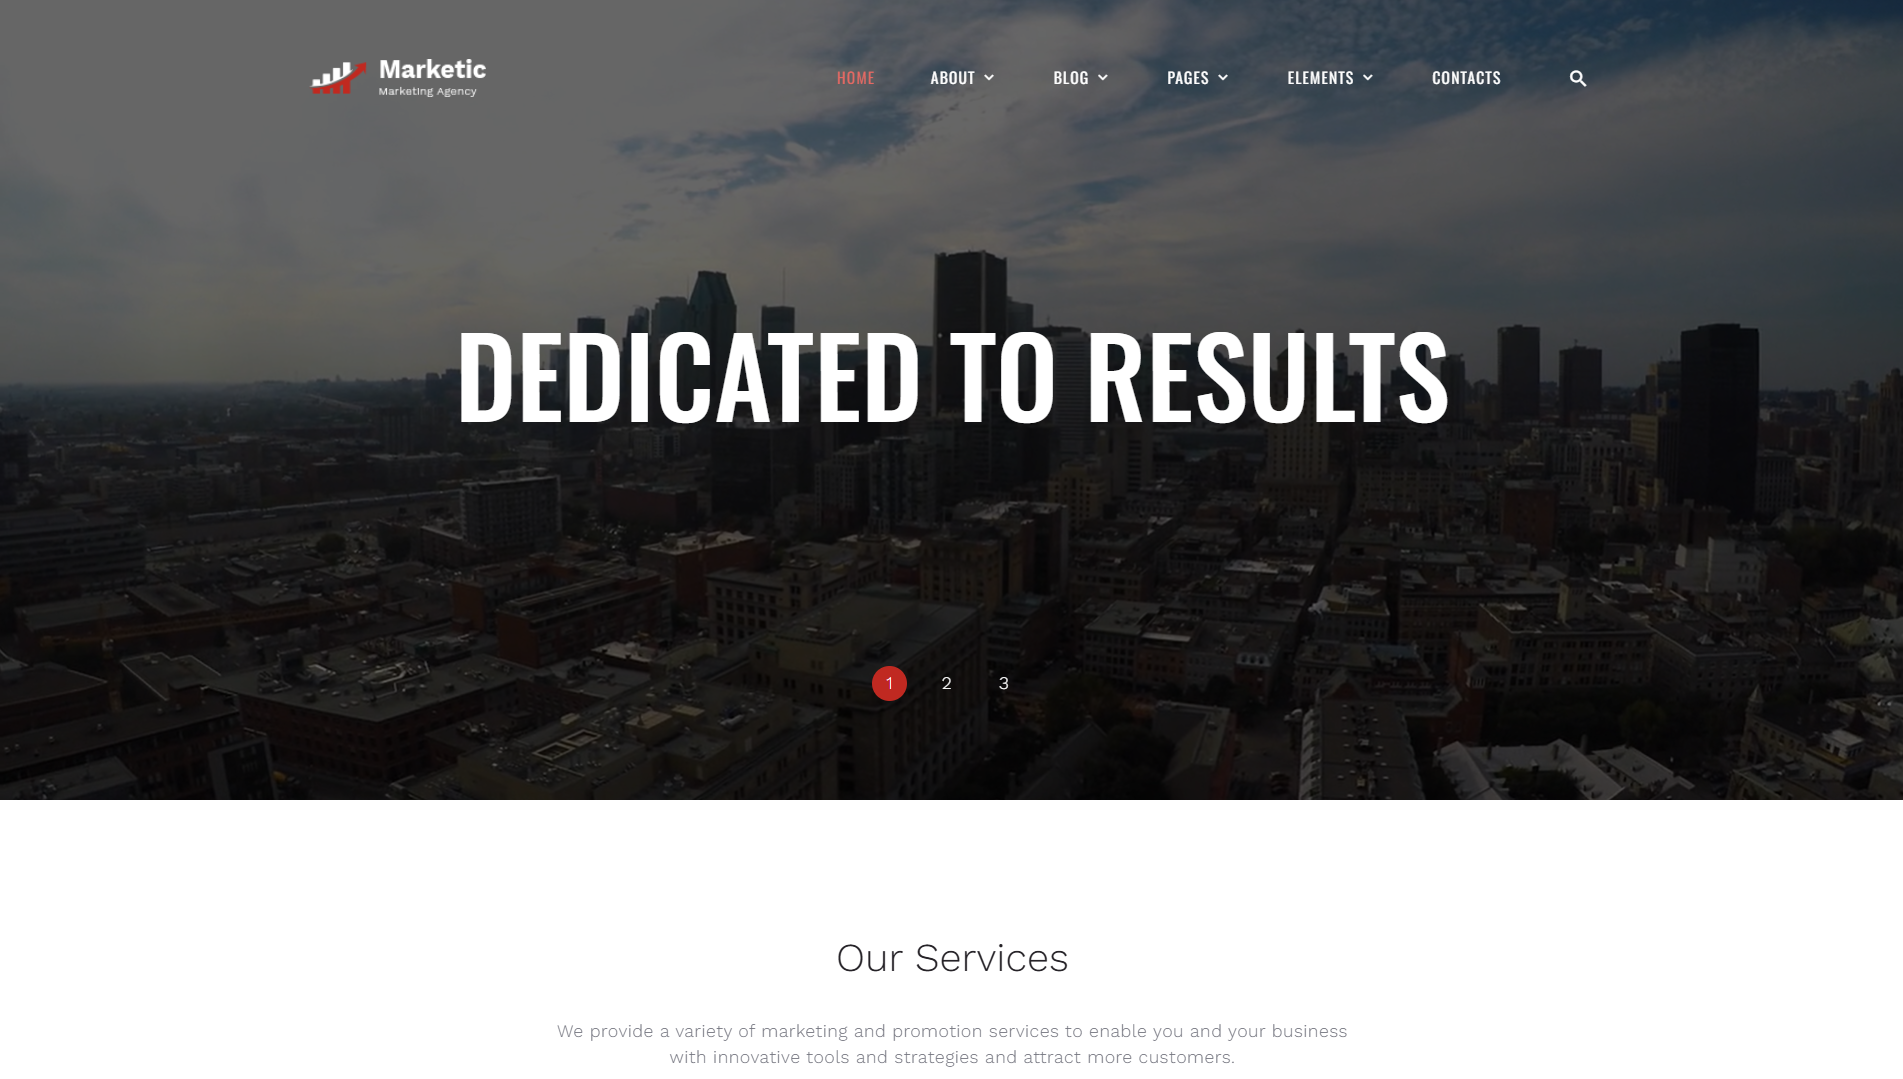 Marketic
Marketing Agency
HOME
ABOUT
BLOG
PAGES
ELEMENTS
CONTACTS
DEDICATED TO RESULTS
1
2
3
Our Services
We provide a variety of marketing and promotion services to enable you and your business
with innovative tools and strategies and attract more customers.